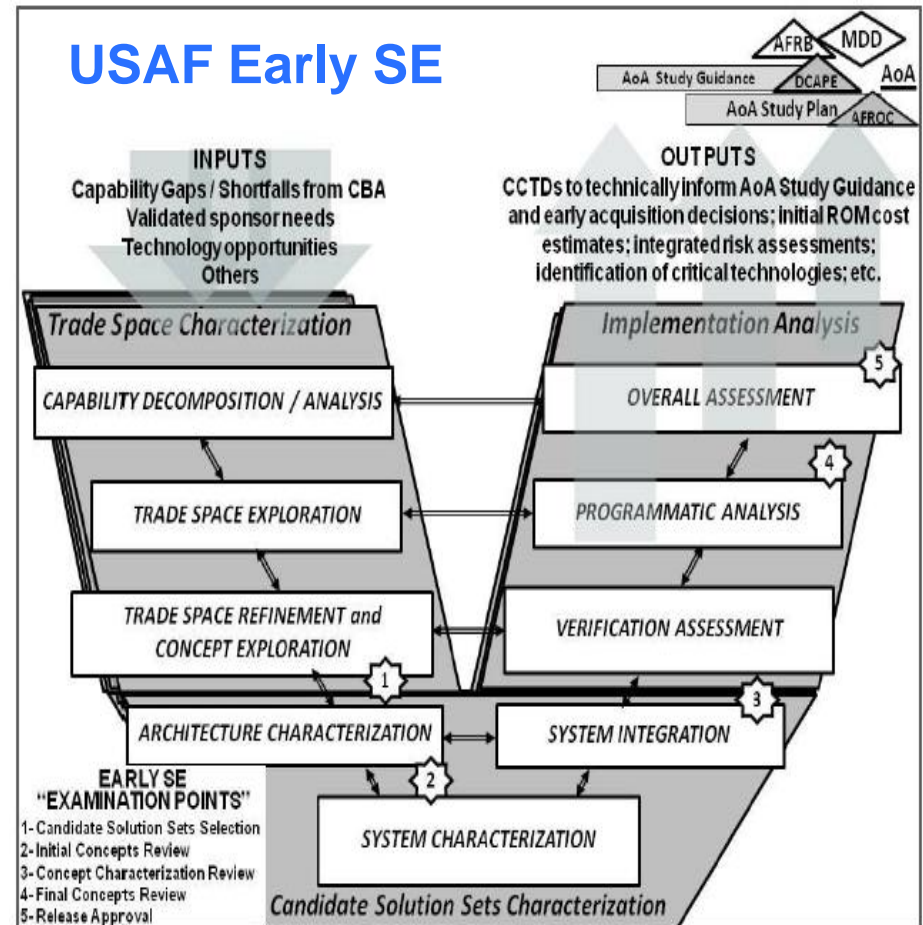 USAF Early SE
AFRB
MDD
AoA Study Guidance
DCAPE
AoA
AoA Study Plan
AFROC
INPUTS
Capability Gaps / Shortfalls from CBA
Validated sponsor needs
Technology opportunities
Others
OUTPUTS
CCTDs to technically inform AoA Study Guidance
and early acquisition decisions; initial ROM cost
estimates; integrated risk assessments;
identification of critical technologies; etc.
Trade Space Characterization
Implementation Analysis
5
CAPABILITY DECOMPOSITION / ANALYSIS
OVERALL ASSESSMENT
4
TRADE SPACE EXPLORATION
PROGRAMMATIC ANALYSIS
TRADE SPACE REFINEMENT and
CONCEPT EXPLORATION
VERIFICATION ASSESSMENT
1
3
ARCHITECTURE CHARACTERIZATION
SYSTEM INTEGRATION
2
EARLY SE
"EXAMINATION POINTS"
1- Candidate Solution Sets Selection
2- Initial Concepts Review
3- Concept Characterization Review
4- Final Concepts Review
5- Release Approval
SYSTEM CHARACTERIZATION
Candidate Solution Sets Characterization